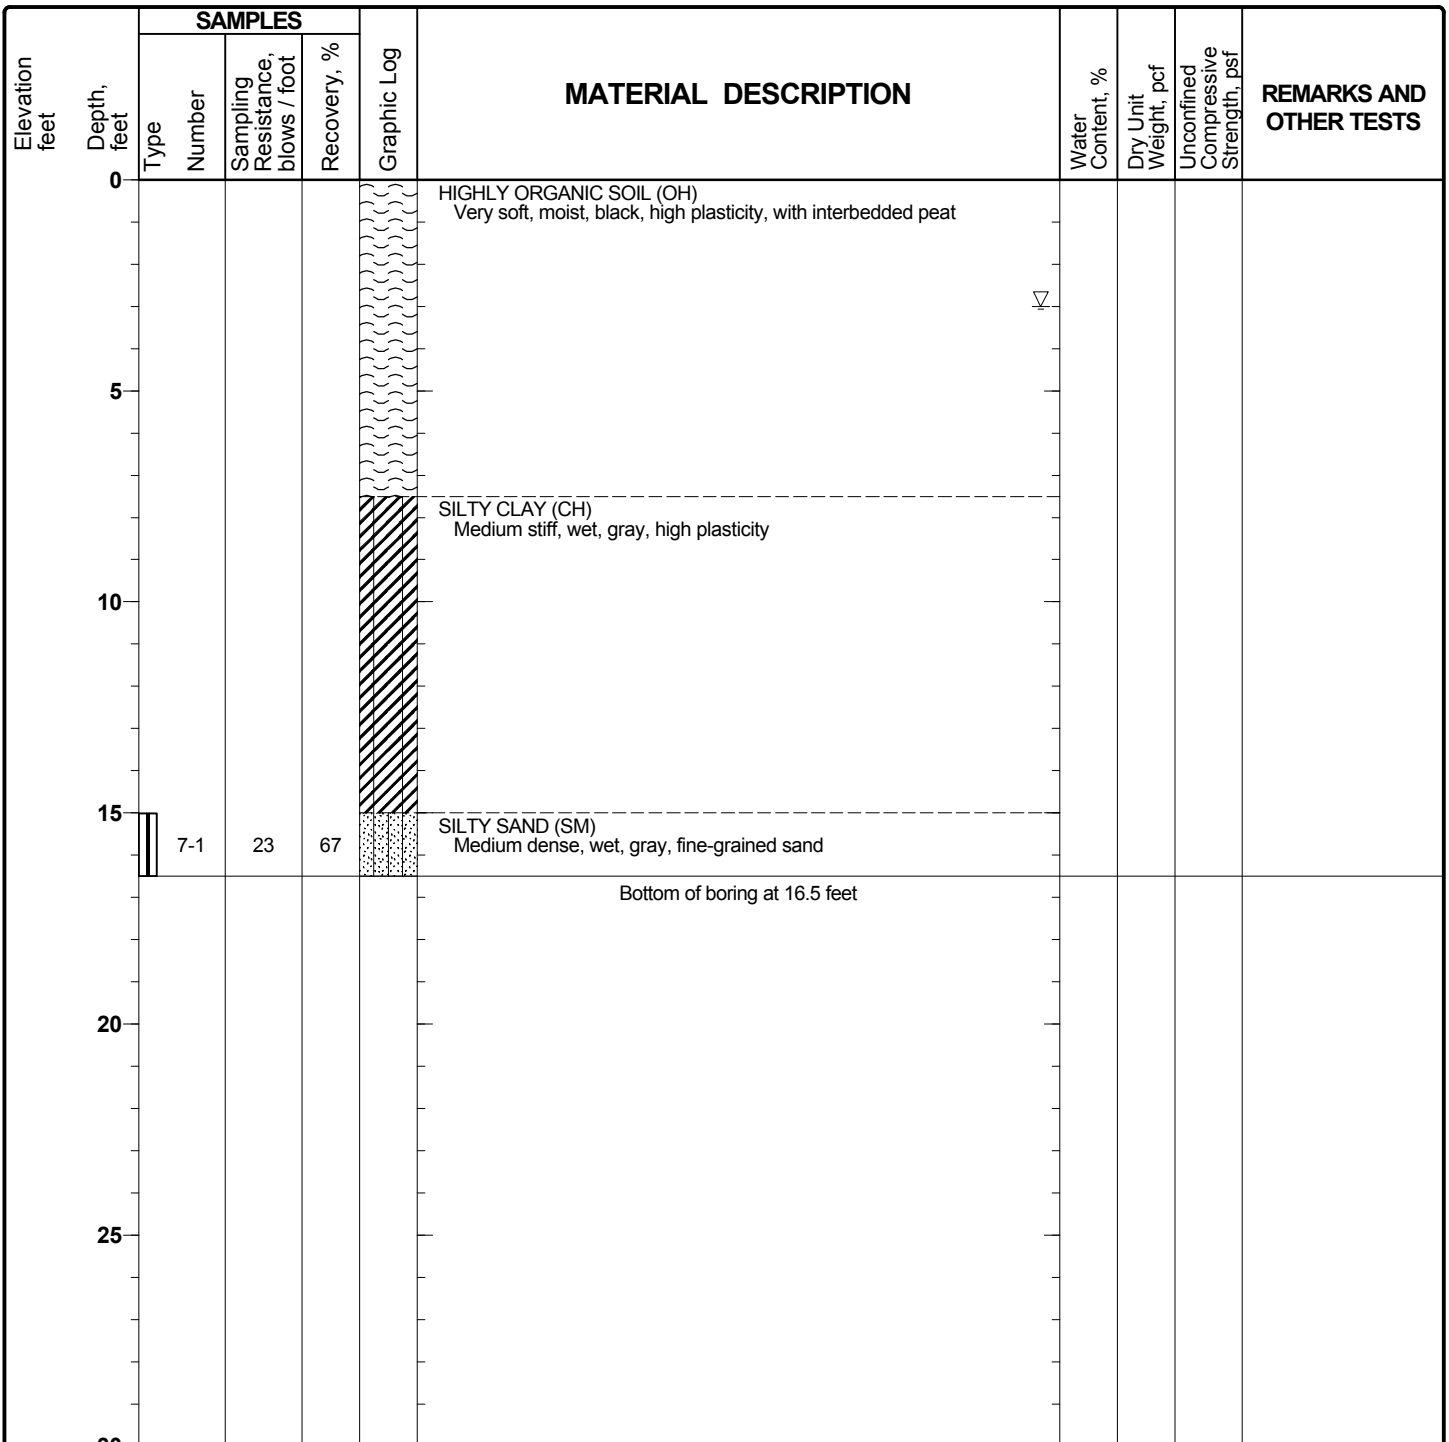 SAMPLES
Elevation
feet
Depth,
feet
Type
Number
Sampling
Resistance,
blows / foot
Recovery, %
Graphic Log
MATERIAL DESCRIPTION
Water
Content, %
Dry Unit
Weight, pcf
Unconfined
Compressive
Strength, psf
REMARKS AND
OTHER TESTS
0
HIGHLY ORGANIC SOIL (OH)
Very soft, moist, black, high plasticity, with interbedded peat
5
SILTY CLAY (CH)
Medium stiff, wet, gray, high plasticity
10
15
SILTY SAND (SM)
7-1 23 67 Medium dense, wet, gray, fine-grained sand
Bottom of boring at 16.5 feet
20
25